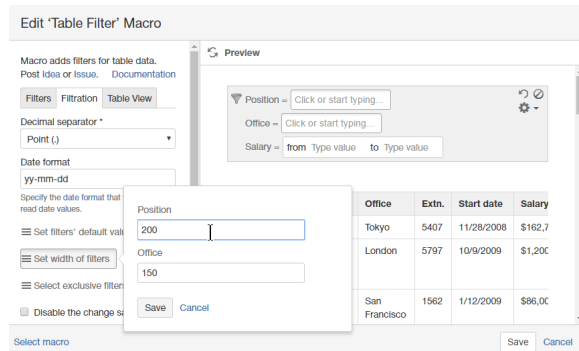 Edit ‘Table Filter’ Macro
Macro adds filters for table data.
Post Idea or Issue. Documentation
Filters Filtration Table View
Decimal separator *
Point (.)
Date format
yy-mm-dd
Specify the date format that
read date values.
Set filters' default
Set width of filters
Select exclusive filters
Disable the change
Position
200
Office
150
Save Cancel
Preview
Position = Click or start typing...
Office = Click or start typing...
Salary = from Type value to Type value
Office Extn. Start date Salary
Tokyo 5407 11/28/2008 $162,7
London 5797 10/9/2009 $1,200
San 1562 1/12/2009 $86,00
Francisco
Select macro
Save Cancel